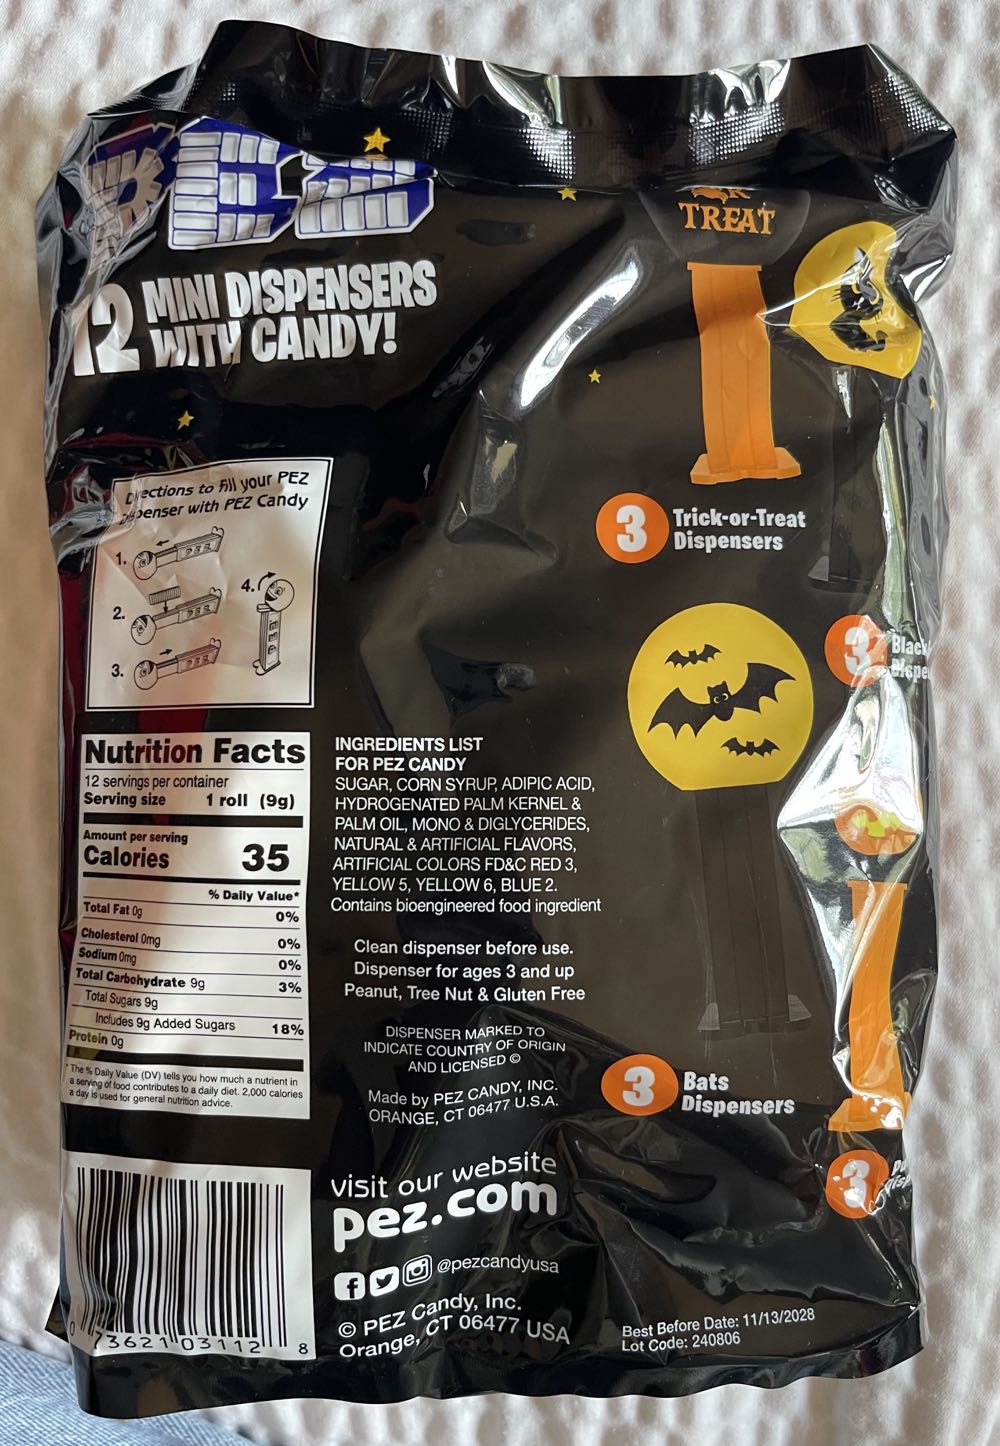 PEZ
12 MINI DISPENSERS
WITH CANDY!
TREAT
Directions to fill your PEZ
Dispenser with PEZ Candy
1.
PEZ
2.
PEZ
3.
PEZ
4.
PEZ
3 Trick-or-Treat
Dispensers
3 Black
3 Bats
Dispensers
3
Nutrition Facts
12 servings per container
Serving size 1 roll (9g)
Amount per serving
Calories 35
% Daily Value*
Total Fat 0g 0%
Cholesterol 0mg 0%
Sodium 0mg 0%
Total Carbohydrate 9g 3%
Total Sugars 9g
Includes 9g Added Sugars 18%
Protein 0g
*The % Daily Value (DV) tells you how much a nutrient in
a serving of food contributes to a daily diet. 2,000 calories
a day is used for general nutrition advice.
INGREDIENTS LIST
FOR PEZ CANDY
SUGAR, CORN SYRUP, ADIPIC ACID,
HYDROGENATED PALM KERNEL &
PALM OIL, MONO & DIGLYCERIDES,
NATURAL & ARTIFICIAL FLAVORS,
ARTIFICIAL COLORS FD&C RED 3,
YELLOW 5, YELLOW 6, BLUE 2.
Contains bioengineered food ingredient
Clean dispenser before use.
Dispenser for ages 3 and up
Peanut, Tree Nut & Gluten Free
DISPENSER MARKED TO
INDICATE COUNTRY OF ORIGIN
AND LICENSED ©
Made by PEZ CANDY, INC.
ORANGE, CT 06477 U.S.A.
visit our website
pez.com
@pezcandyusa
© PEZ Candy, Inc.
Orange, CT 06477 USA
0 73621 03112 8
Best Before Date: 11/13/2028
Lot Code: 240806